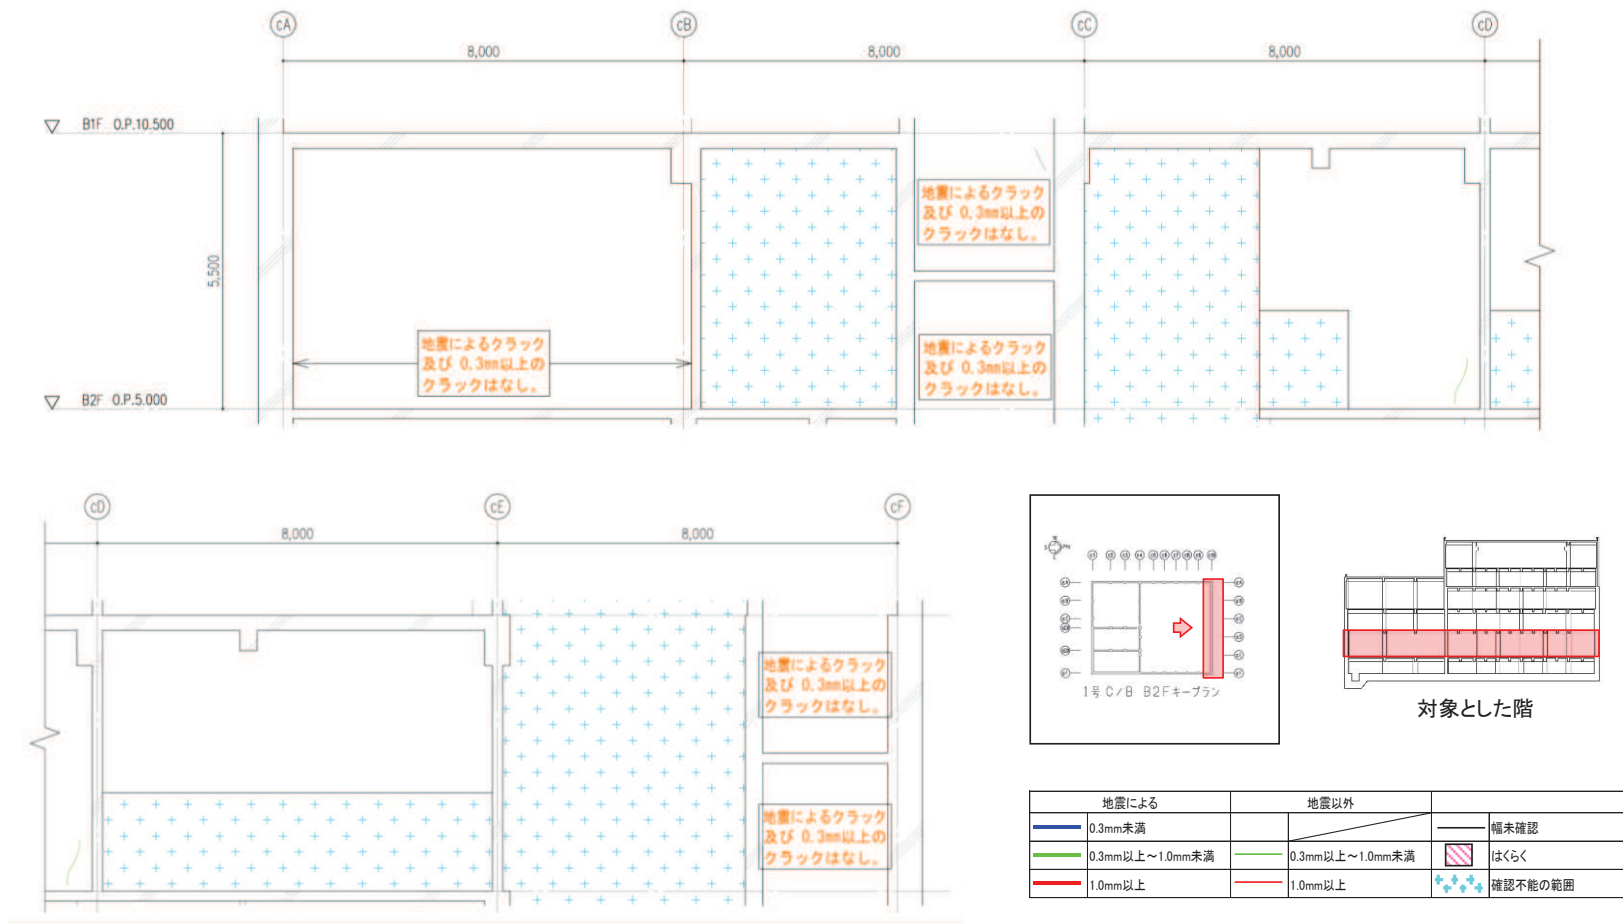 cA cB cC cD
8,000 8,000 8,000
B1F O.P.10.500
5,500
地震によるクラック
及び 0.3mm以上の
クラックはなし。
地震によるクラック
及び 0.3mm以上の
クラックはなし。
地震によるクラック
及び 0.3mm以上の
クラックはなし。
B2F O.P.5.000
cD cE cF
8,000 8,000
地震によるクラック
及び 0.3mm以上の
クラックはなし。
地震によるクラック
及び 0.3mm以上の
クラックはなし。
1号 C/B B2Fキープラン
対象とした階
地震による 地震以外
0.3mm未満 幅未確認
0.3mm以上～1.0mm未満 0.3mm以上～1.0mm未満 はくらく
1.0mm以上 1.0mm以上 確認不能の範囲